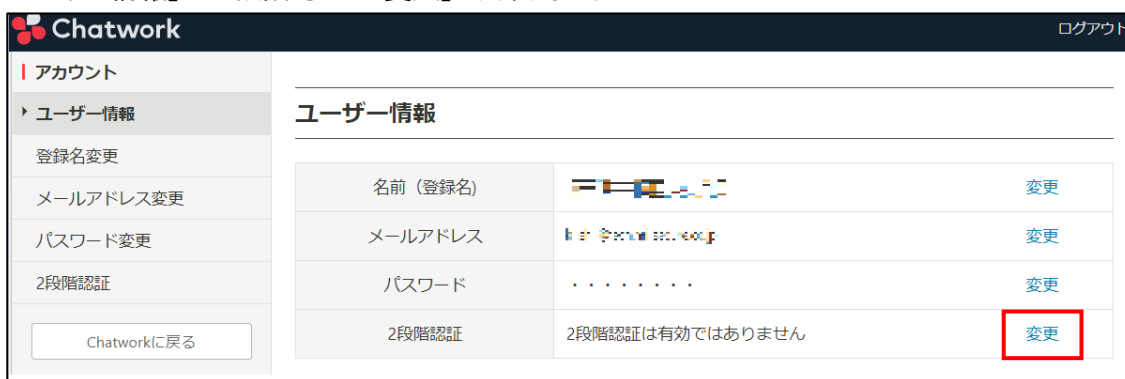 Chatwork
ログアウト
アカウント
ユーザー情報
登録名変更
メールアドレス変更
パスワード変更
2段階認証
Chatworkに戻る
ユーザー情報
名前（登録名) 変更
メールアドレス 変更
パスワード ・・・・・・・・ 変更
2段階認証 2段階認証は有効ではありません 変更